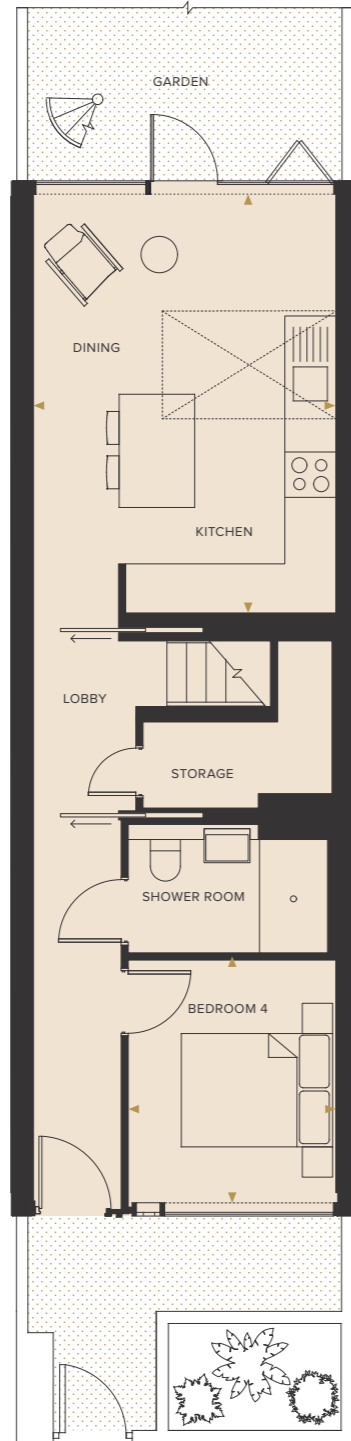 GARDEN
DINING
KITCHEN
LOBBY
STORAGE
SHOWER ROOM
BEDROOM 4